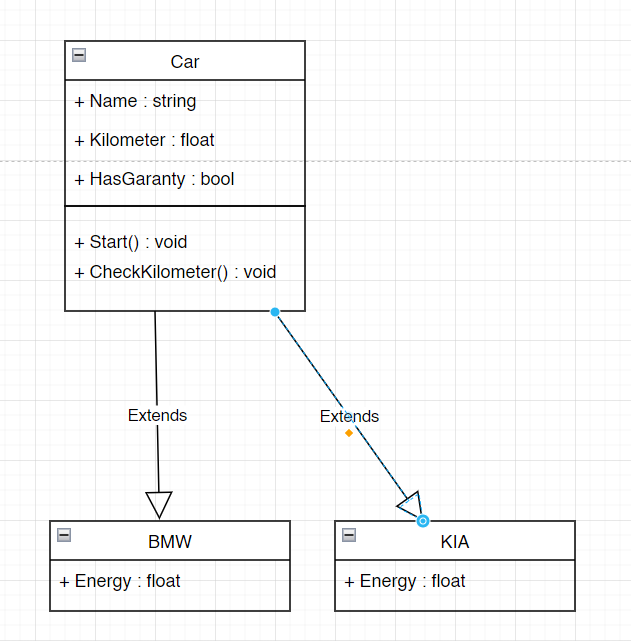 Car
+ Name : string
+ Kilometer : float
+ HasGaranty : bool
+ Start() : void
+ CheckKilometer() : void
Extends
Extends
BMW
+ Energy : float
KIA
+ Energy : float